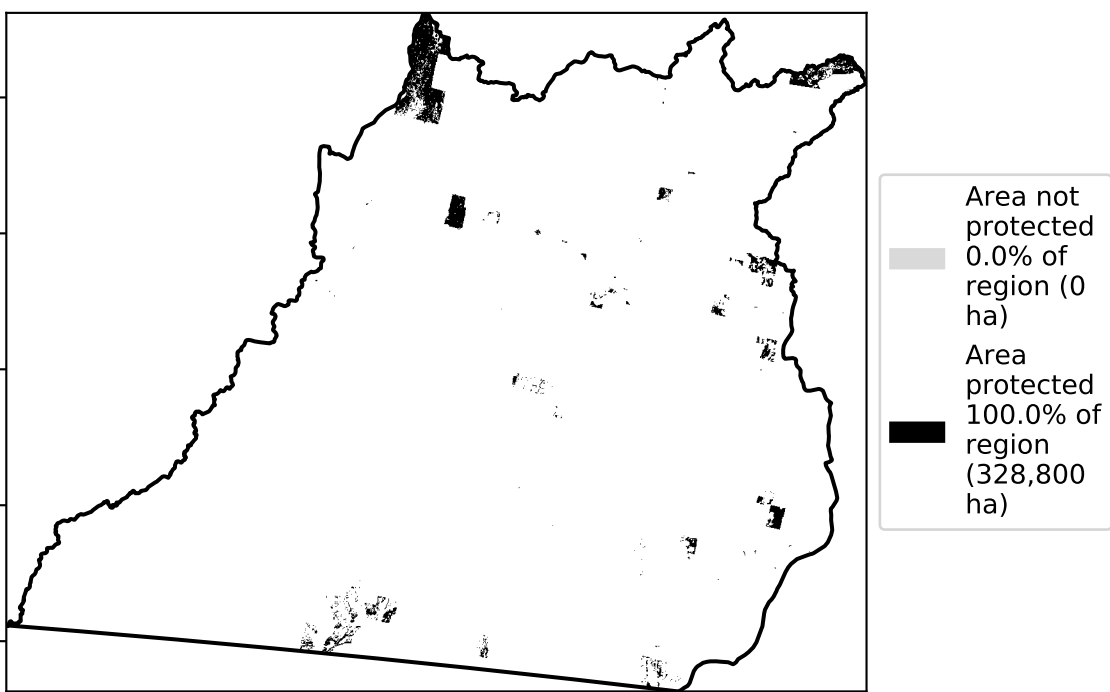 Area not
protected
0.0% of
region (0
ha)
Area
protected
100.0% of
region
(328,800
ha)